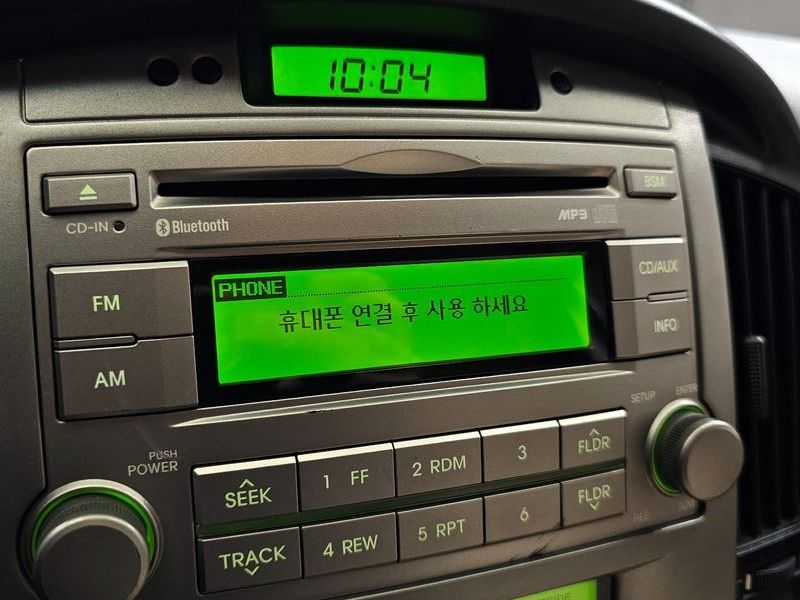 10:04
BSM
CD-IN
Bluetooth
MP3
PHONE
휴대폰 연결 후 사용 하세요
FM
AM
CD/AUX
INFO
SETUP
ENTER
PUSH
POWER
SEEK
1 FF
2 RDM
3
FLDR
TRACK
4 REW
5 RPT
6
FLDR
FILE
TUNE